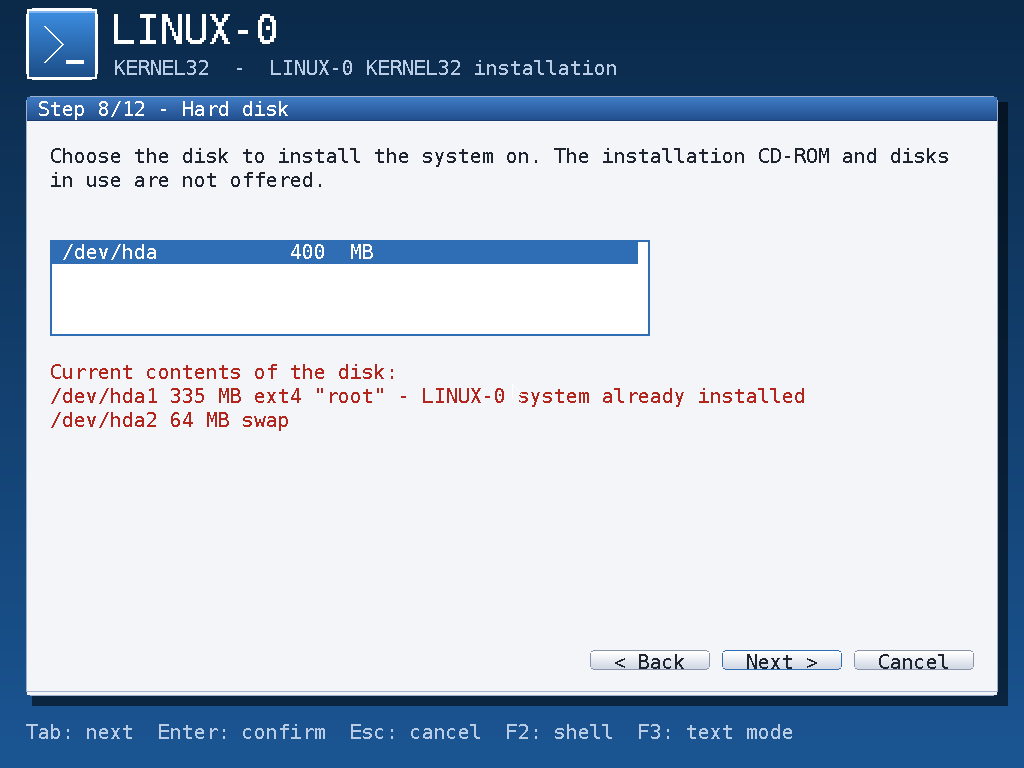 LINUX-0
KERNEL32  -  LINUX-0 KERNEL32 installation
Step 8/12 - Hard disk
Choose the disk to install the system on. The installation CD-ROM and disks
in use are not offered.
/dev/hda           400  MB
Current contents of the disk:
/dev/hda1 335 MB ext4 "root" - LINUX-0 system already installed
/dev/hda2 64 MB swap
< Back  Next >  Cancel
Tab: next  Enter: confirm  Esc: cancel  F2: shell  F3: text mode